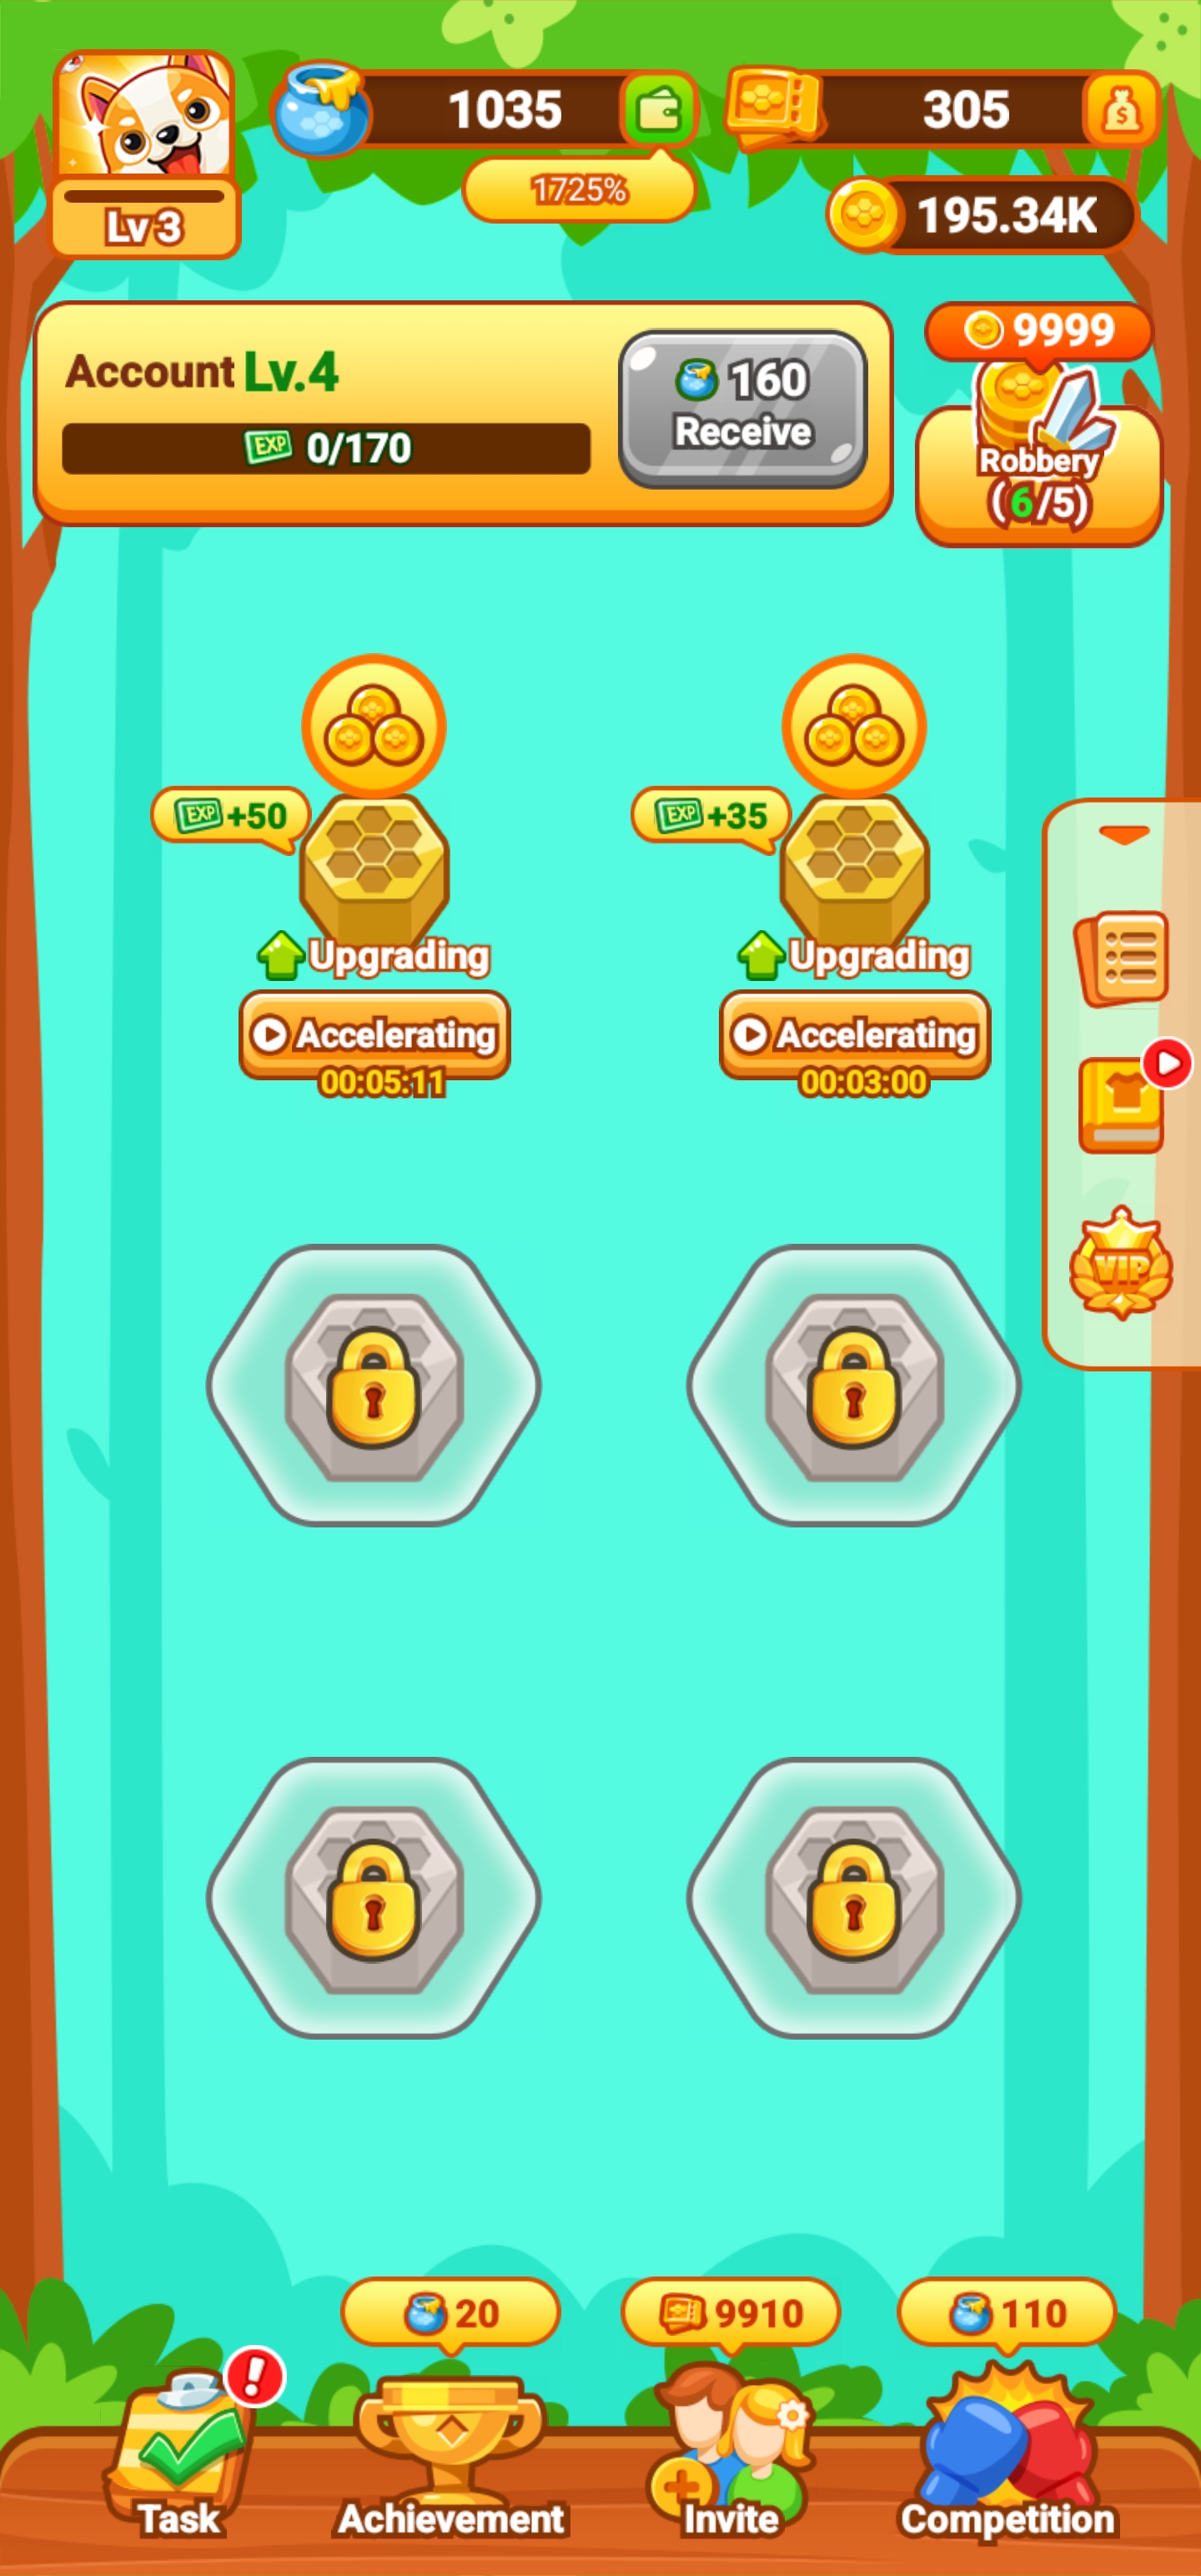 1035
305
1725%
195.34K
Lv 3
9999
Account Lv.4
160
Receive
EXP 0/170
Robbery
(6/5)
EXP +50
EXP +35
Upgrading
Upgrading
Accelerating
Accelerating
00:05:11
00:03:00
VIP
20
9910
110
Task
Achievement
Invite
Competition